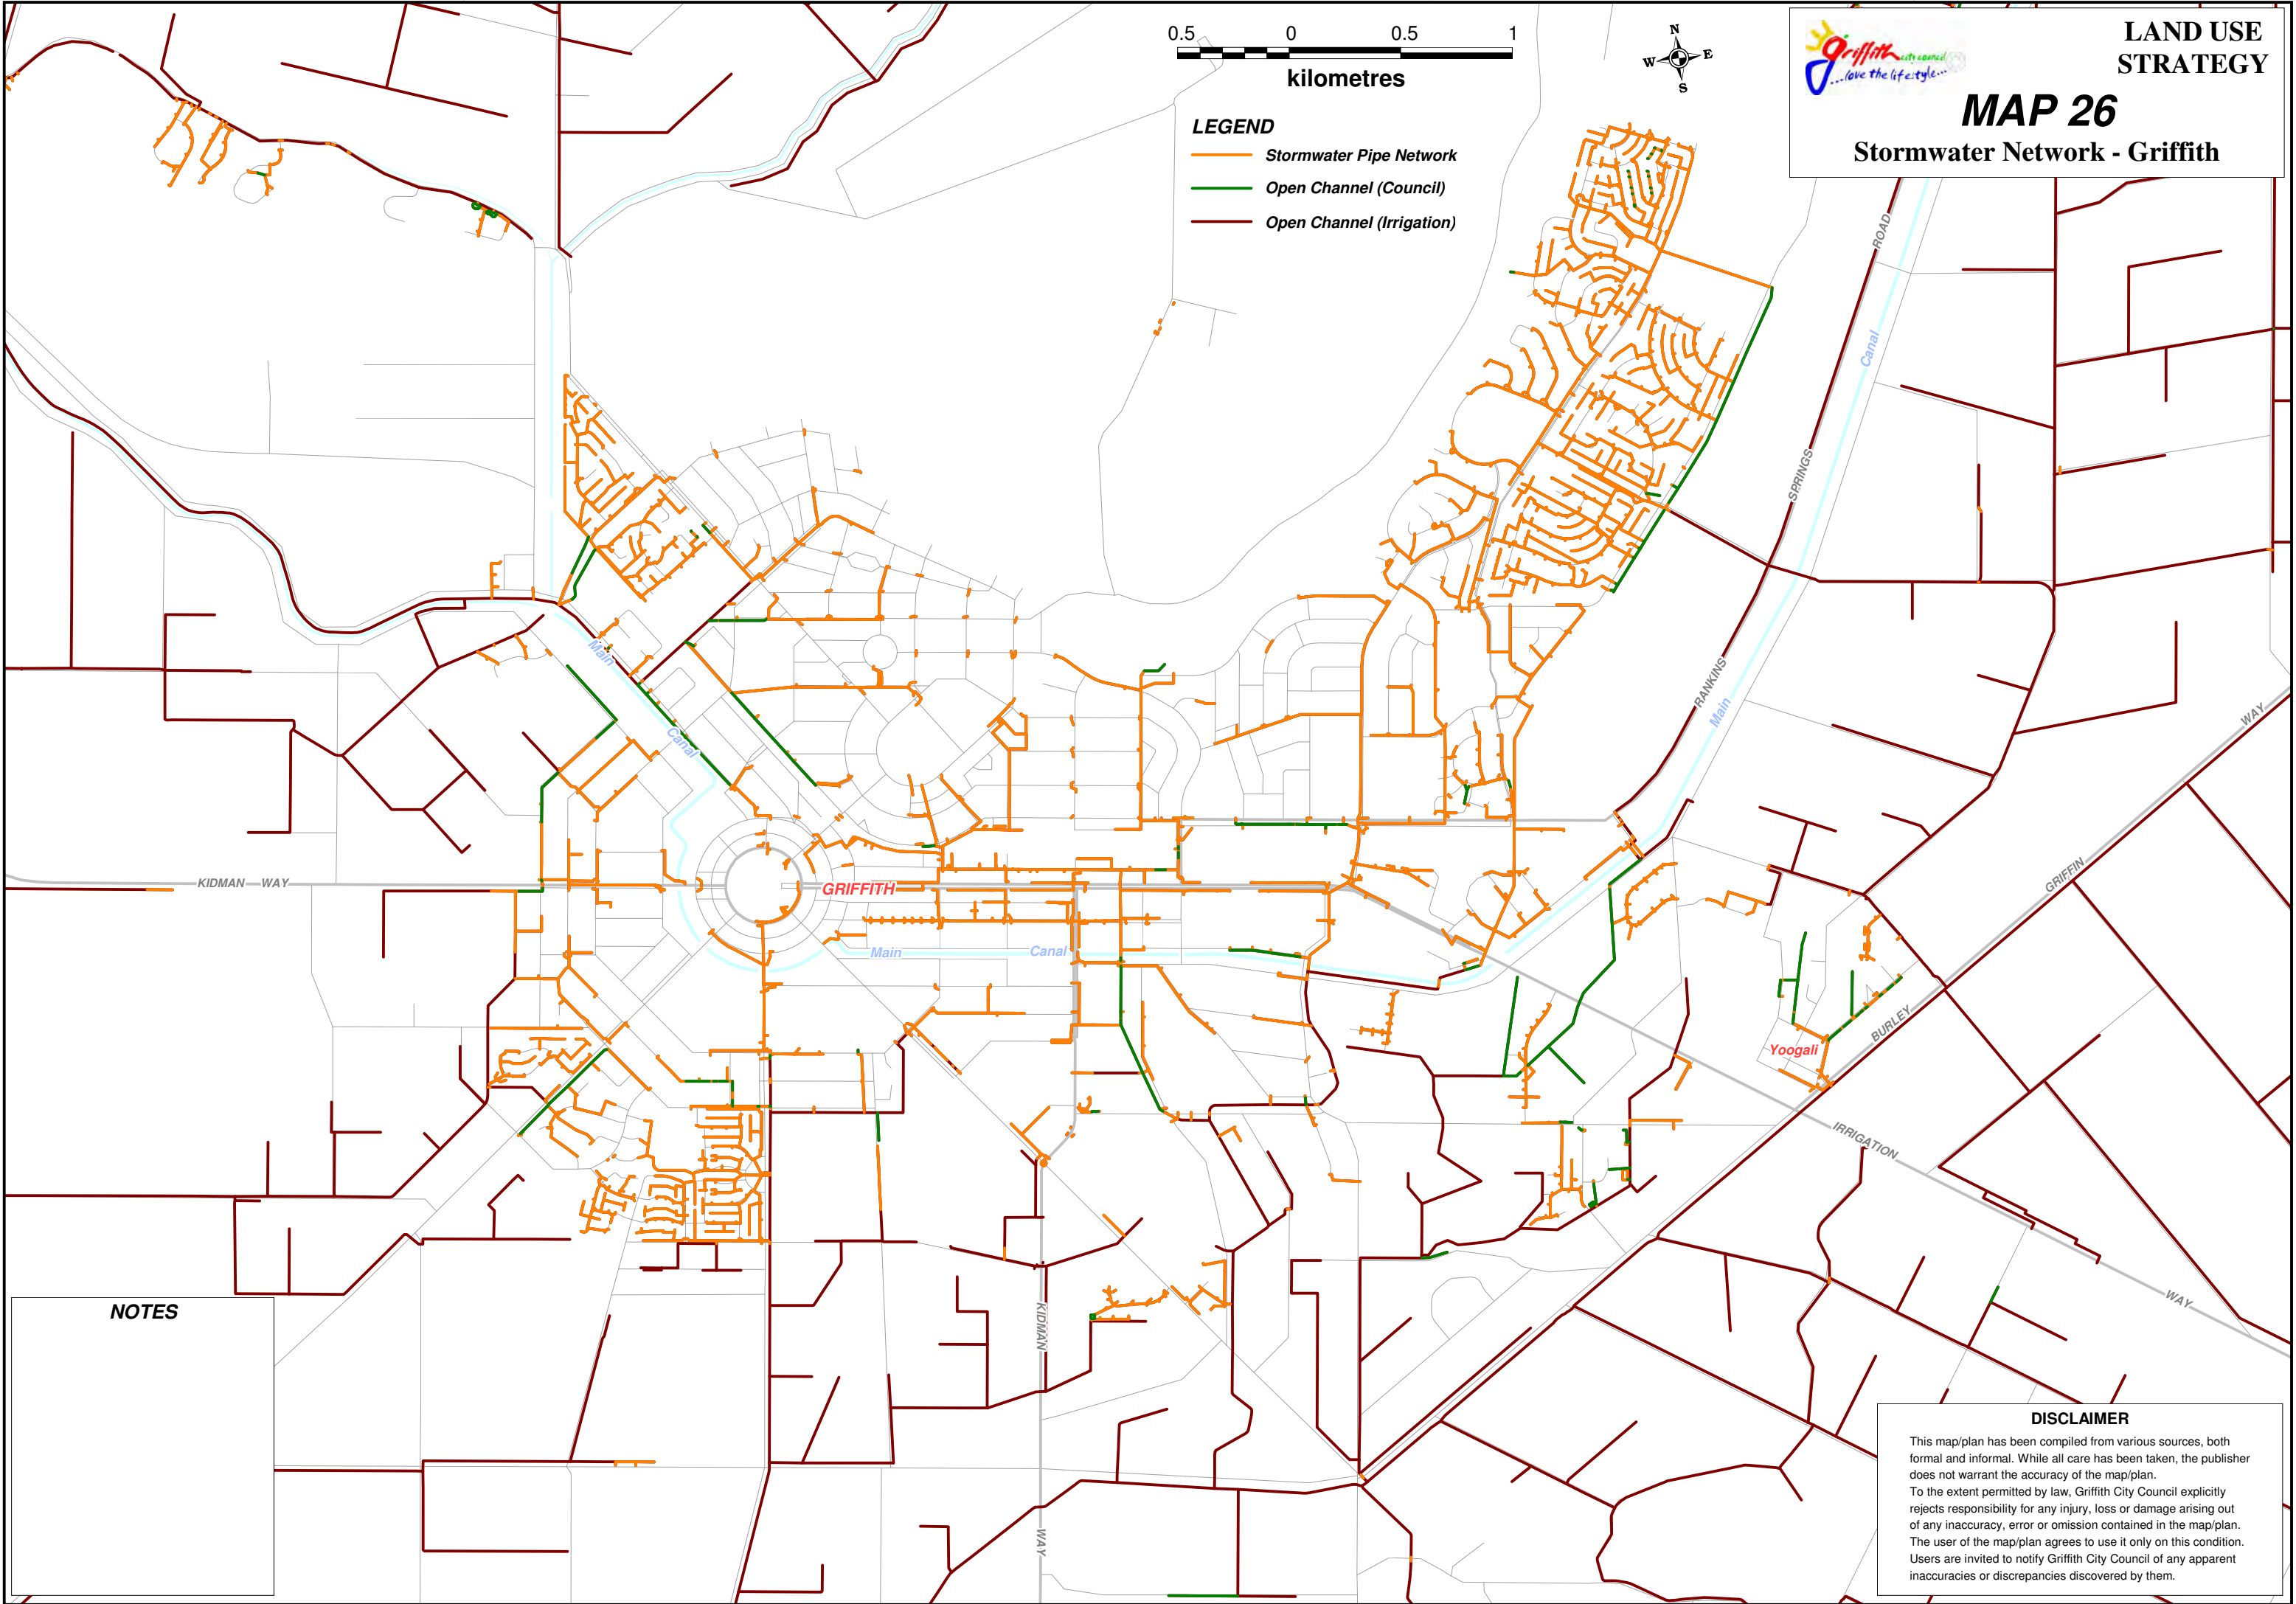 0.5 0 0.5 1
kilometres
N
W E
S
griffith city council
...love the lifestyle...
LAND USE
STRATEGY
MAP 26
Stormwater Network - Griffith
LEGEND
Stormwater Pipe Network
Open Channel (Council)
Open Channel (Irrigation)
ROAD
Canal
SPRINGS
RANKINS
Main
Main
Canal
WAY
GRIFFIN
BURLEY
KIDMAN WAY
GRIFFITH
Main Canal
Yoogali
IRRIGATION
WAY
KIDMAN
WAY
NOTES
DISCLAIMER
This map/plan has been compiled from various sources, both
formal and informal. While all care has been taken, the publisher
does not warrant the accuracy of the map/plan.
To the extent permitted by law, Griffith City Council explicitly
rejects responsibility for any injury, loss or damage arising out
of any inaccuracy, error or omission contained in the map/plan.
The user of the map/plan agrees to use it only on this condition.
Users are invited to notify Griffith City Council of any apparent
inaccuracies or discrepancies discovered by them.